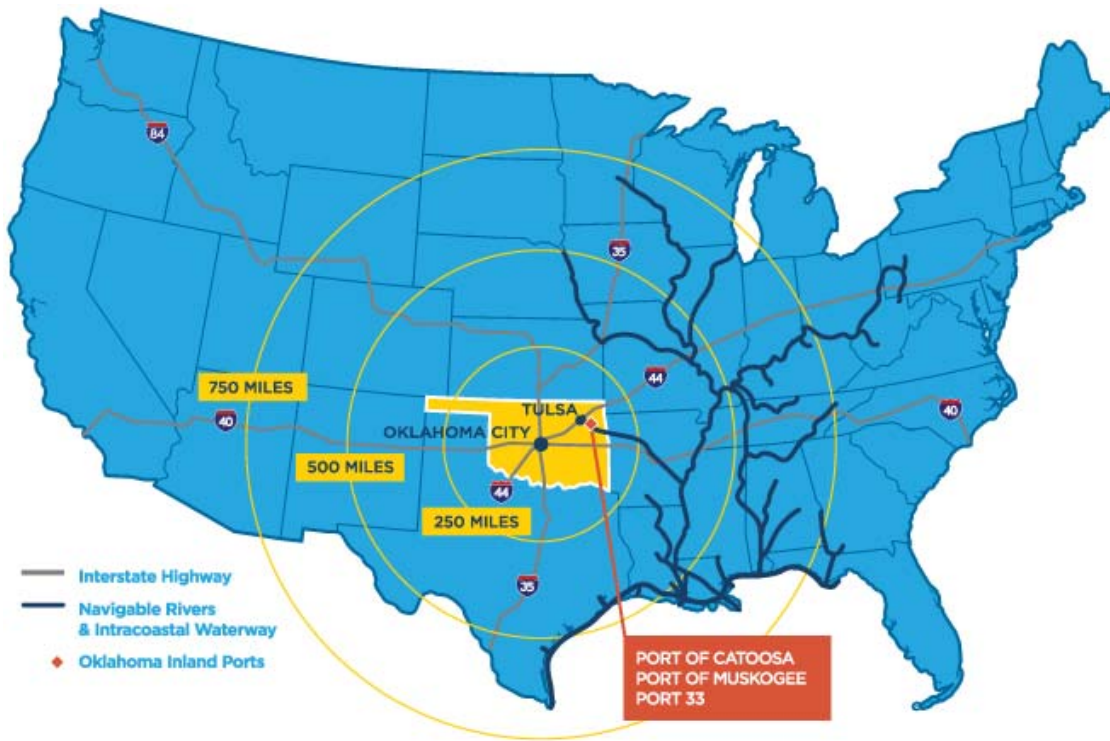 84
35
750 MILES
44
TULSA
40
40
OKLAHOMA CITY
500 MILES
44
250 MILES
35
Interstate Highway
Navigable Rivers
& Intracoastal Waterway
Oklahoma Inland Ports
PORT OF CATOOSA
PORT OF MUSKOGEE
PORT 33